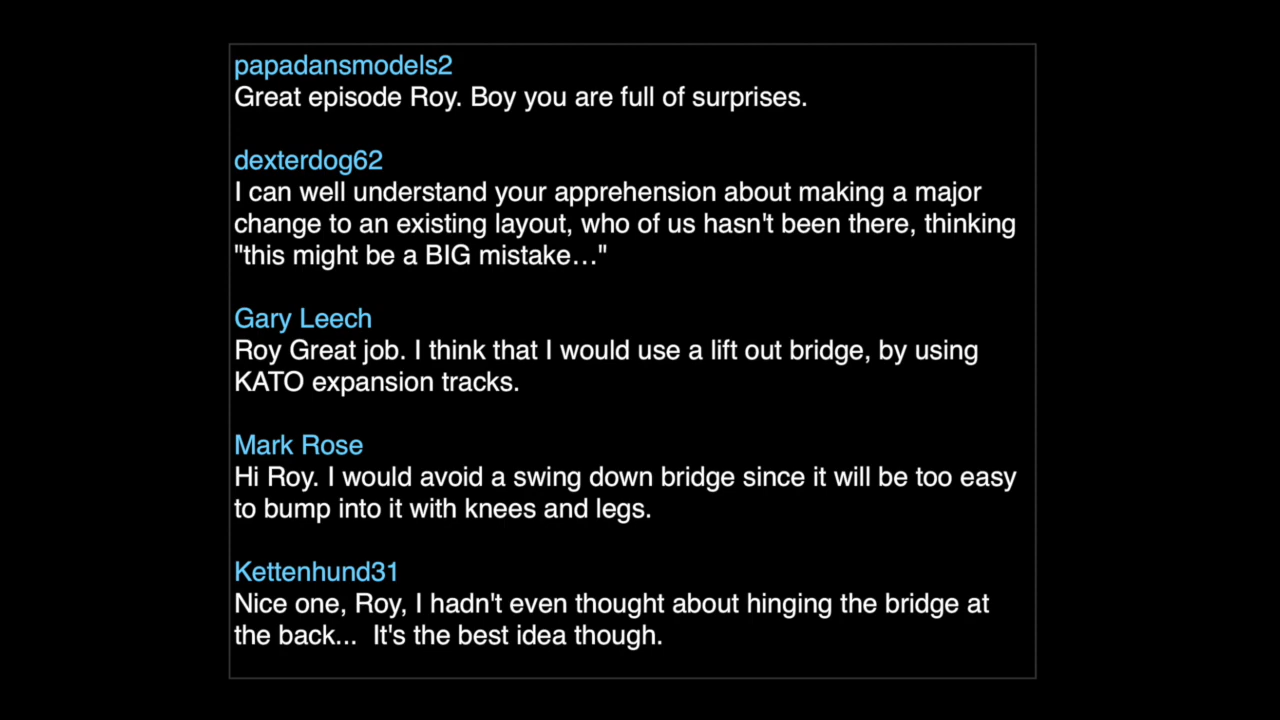 papadansmodels2
Great episode Roy. Boy you are full of surprises.
dexterdog62
I can well understand your apprehension about making a major
change to an existing layout, who of us hasn't been there, thinking
"this might be a BIG mistake…"
Gary Leech
Roy Great job. I think that I would use a lift out bridge, by using
KATO expansion tracks.
Mark Rose
Hi Roy. I would avoid a swing down bridge since it will be too easy
to bump into it with knees and legs.
Kettenhund31
Nice one, Roy, I hadn't even thought about hinging the bridge at
the back...  It's the best idea though.